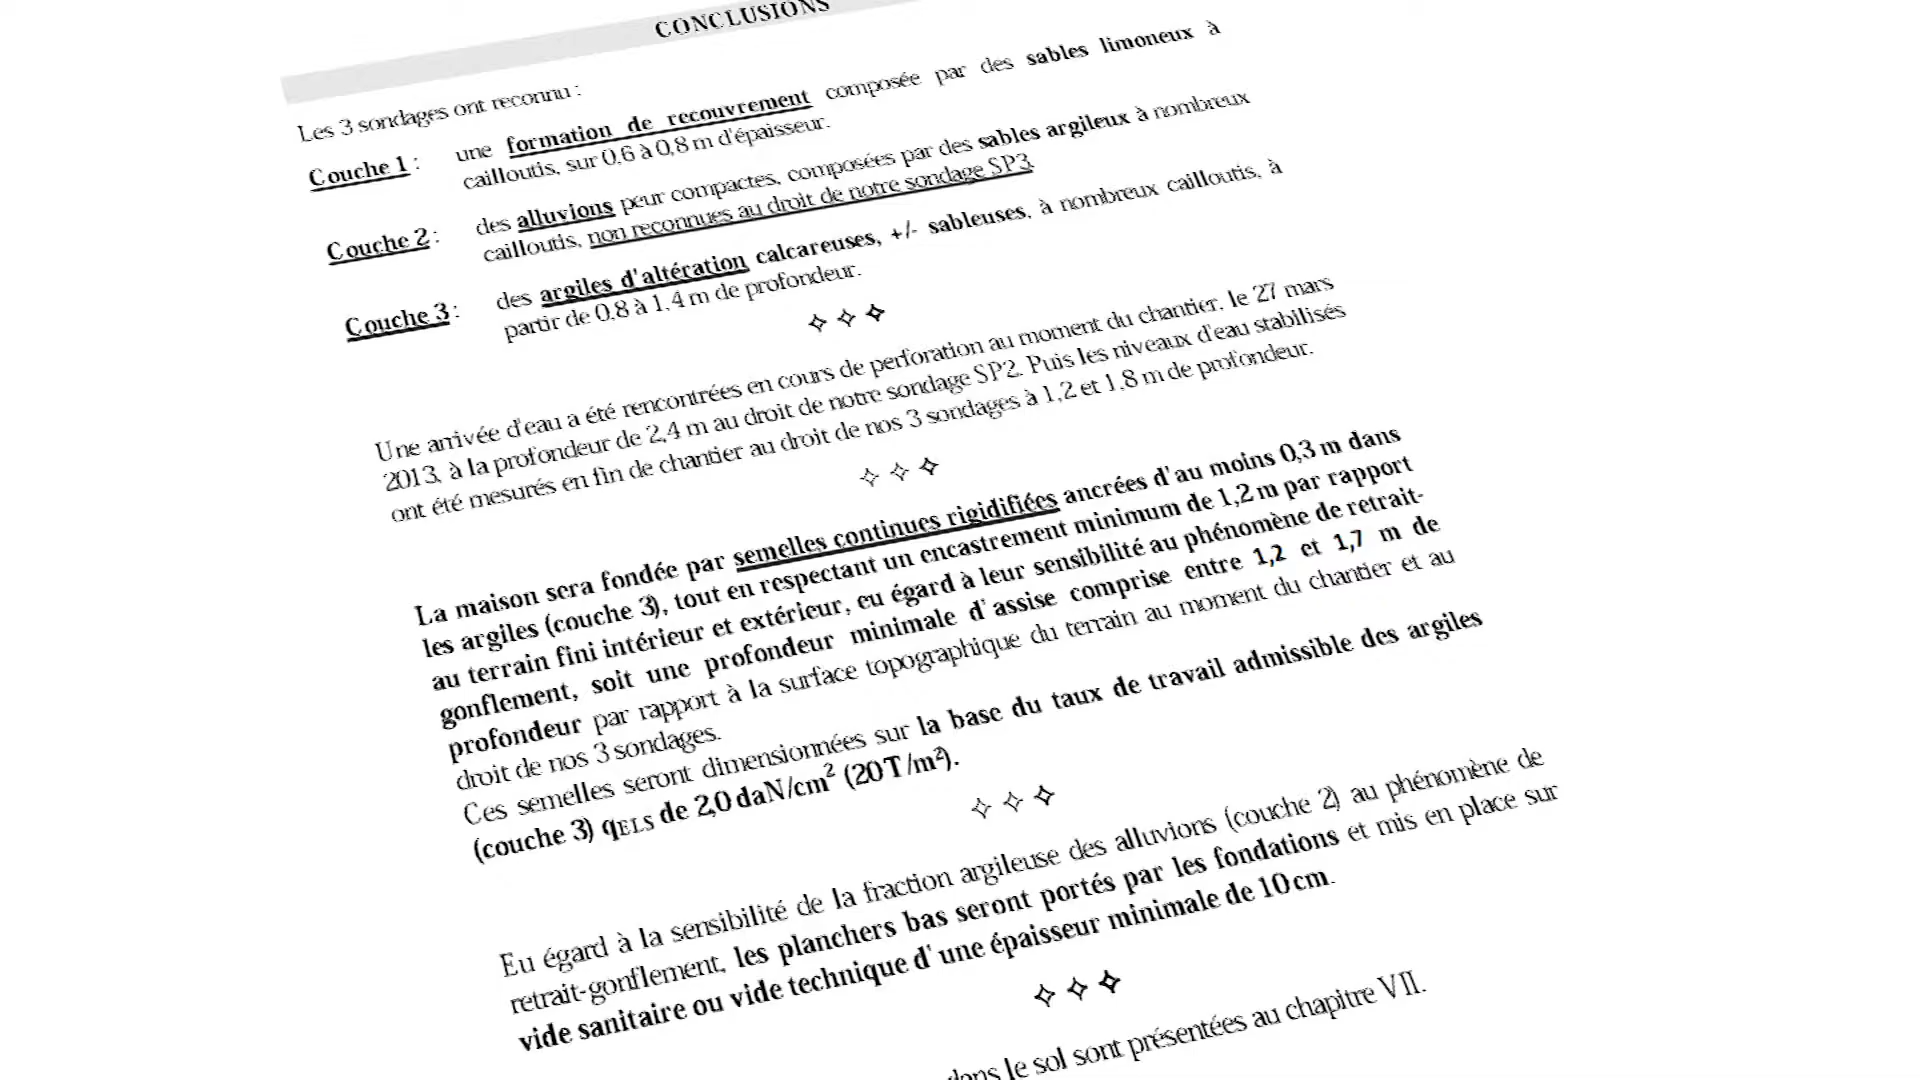 CONCLUSIONS
Les 3 sondages ont reconnu :
Couche 1 : une formation de recouvrement composée par des sables limoneux à
cailloutis, sur 0,6 à 0,8 m d'épaisseur.
Couche 2 : des alluvions peur compactes, composées par des sables argileux à nombreux
cailloutis, non reconnues au droit de notre sondage SP3.
Couche 3 : des argiles d'altération calcareuses, +/- sableuses, à nombreux cailloutis, à
partir de 0,8 à 1,4 m de profondeur.
Une arrivée d'eau a été rencontrées en cours de perforation au moment du chantier, le 27 mars
2013, à la profondeur de 2,4 m au droit de notre sondage SP2. Puis les niveaux d'eau stabilisés
ont été mesurés en fin de chantier au droit de nos 3 sondages à 1,2 et 1,8 m de profondeur.
La maison sera fondée par semelles continues rigidifiées ancrées d'au moins 0,3 m dans
les argiles (couche 3), tout en respectant un encastrement minimum de 1,2 m par rapport
au terrain fini intérieur et extérieur, eu égard à leur sensibilité au phénomène de retrait-
gonflement, soit une profondeur minimale d'assise comprise entre 1,2 et 1,7 m de
profondeur par rapport à la surface topographique du terrain au moment du chantier et au
droit de nos 3 sondages.
Ces semelles seront dimensionnées sur la base du taux de travail admissible des argiles
(couche 3) qELS de 2,0 daN/cm² (20 T/m²).
Eu égard à la sensibilité de la fraction argileuse des alluvions (couche 2) au phénomène de
retrait-gonflement, les planchers bas seront portés par les fondations et mis en place sur
vide sanitaire ou vide technique d'une épaisseur minimale de 10 cm.
dans le sol sont présentées au chapitre VII.